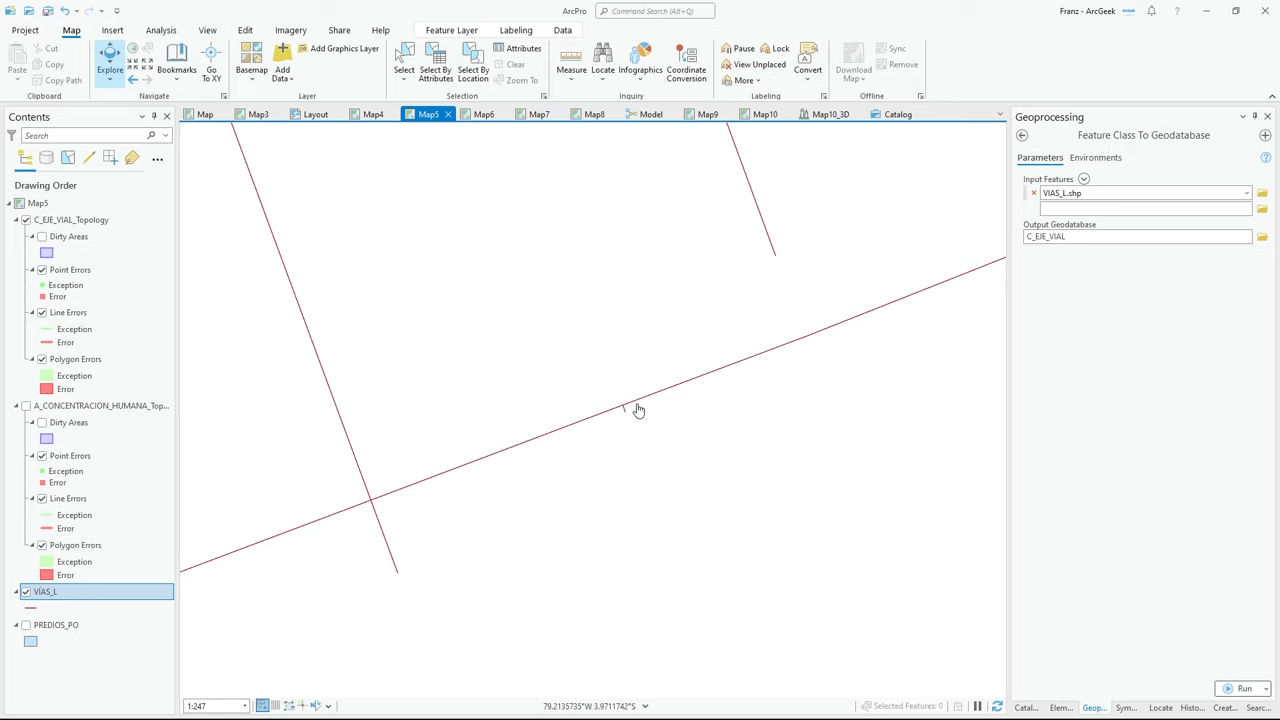 ArcPro
Command Search (Alt+Q)
Franz - ArcGeek
Project
Map
Insert
Analysis
View
Edit
Imagery
Share
Help
Feature Layer
Labeling
Data
Paste
Cut
Copy
Copy Path
Clipboard
Explore
Bookmarks
Go To XY
Navigate
Basemap
Add Data
Add Graphics Layer
Layer
Select
Select By Attributes
Select By Location
Attributes
Clear
Zoom To
Selection
Measure
Locate
Infographics
Coordinate Conversion
Inquiry
Pause
Lock
View Unplaced
More
Convert
Labeling
Download Map
Sync
Remove
Offline
Contents
Search
Drawing Order
Map5
C_EJE_VIAL_Topology
Dirty Areas
Point Errors
Exception
Error
Line Errors
Exception
Error
Polygon Errors
Exception
Error
A_CONCENTRACION_HUMANA_Top...
Dirty Areas
Point Errors
Exception
Error
Line Errors
Exception
Error
Polygon Errors
Exception
Error
VÍAS_L
PREDIOS_PO
Map
Map3
Layout
Map4
Map5
Map6
Map7
Map8
Model
Map9
Map10
Map10_3D
Catalog
1:247
79.2135735°W 3.9711742°S
Selected Features: 0
Geoprocessing
Feature Class To Geodatabase
Parameters
Environments
Input Features
VIAS_L.shp
Output Geodatabase
C_EJE_VIAL
Run
Catal...
Elem...
Geop...
Sym...
Locate
Histo...
Creat...
Searc...